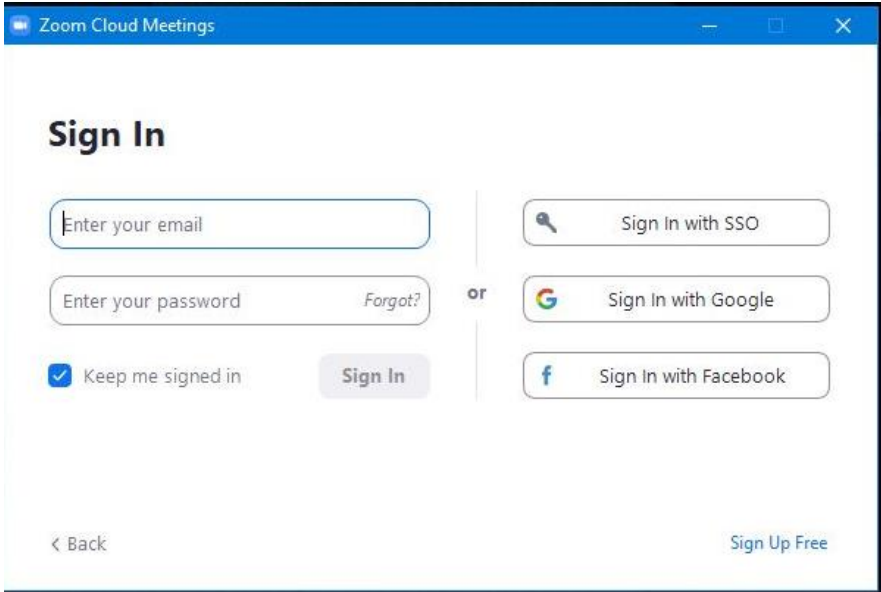 Zoom Cloud Meetings
Sign In
Enter your email
Enter your password Forgot?
Keep me signed in Sign In
or
Sign In with SSO
Sign In with Google
Sign In with Facebook
< Back
Sign Up Free